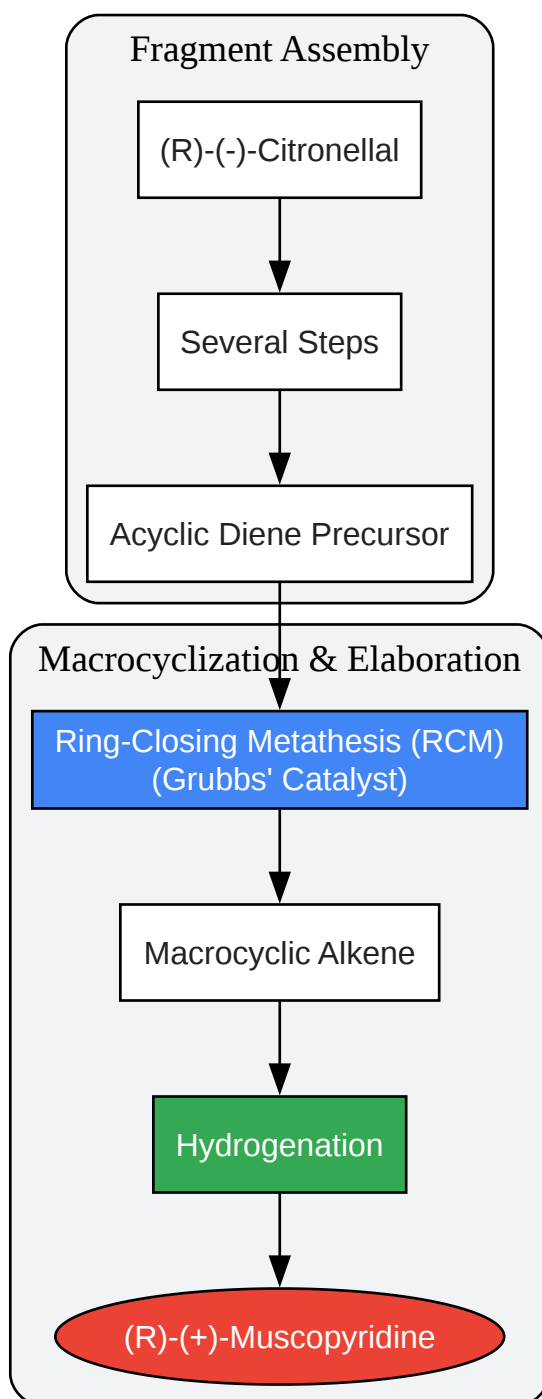 Fragment Assembly
(R)-(-)-Citronellal
Several Steps
Acyclic Diene Precursor
Macrocyclization & Elaboration
Ring-Closing Metathesis (RCM)
(Grubbs' Catalyst)
Macrocyclic Alkene
Hydrogenation
(R)-(+)-Muscopyridine